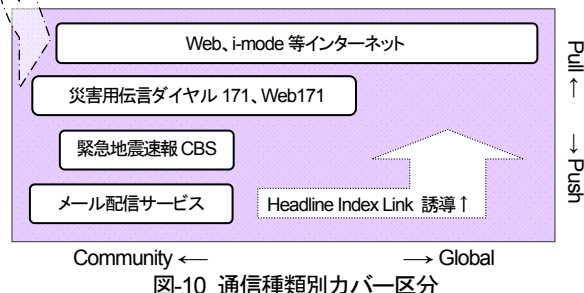 Web、i-mode 等インターネット
災害用伝言ダイヤル 171、Web171
緊急地震速報 CBS
メール配信サービス
Headline Index Link 誘導↑
Pull ←　→ Push
Community ←　→ Global
図-10 通信種類別カバー区分